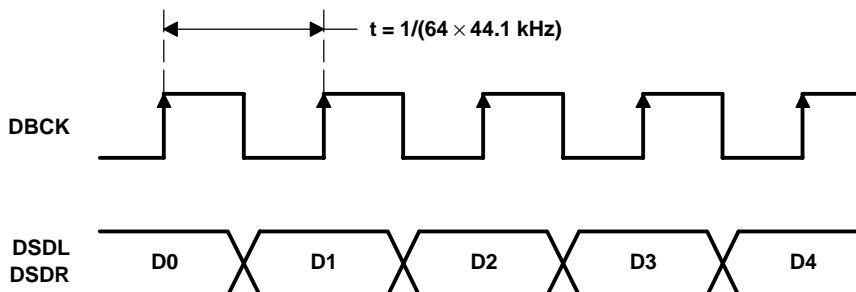 t = 1/(64 × 44.1 kHz)
DBCK
DSDL
DSDR
D0 D1 D2 D3 D4